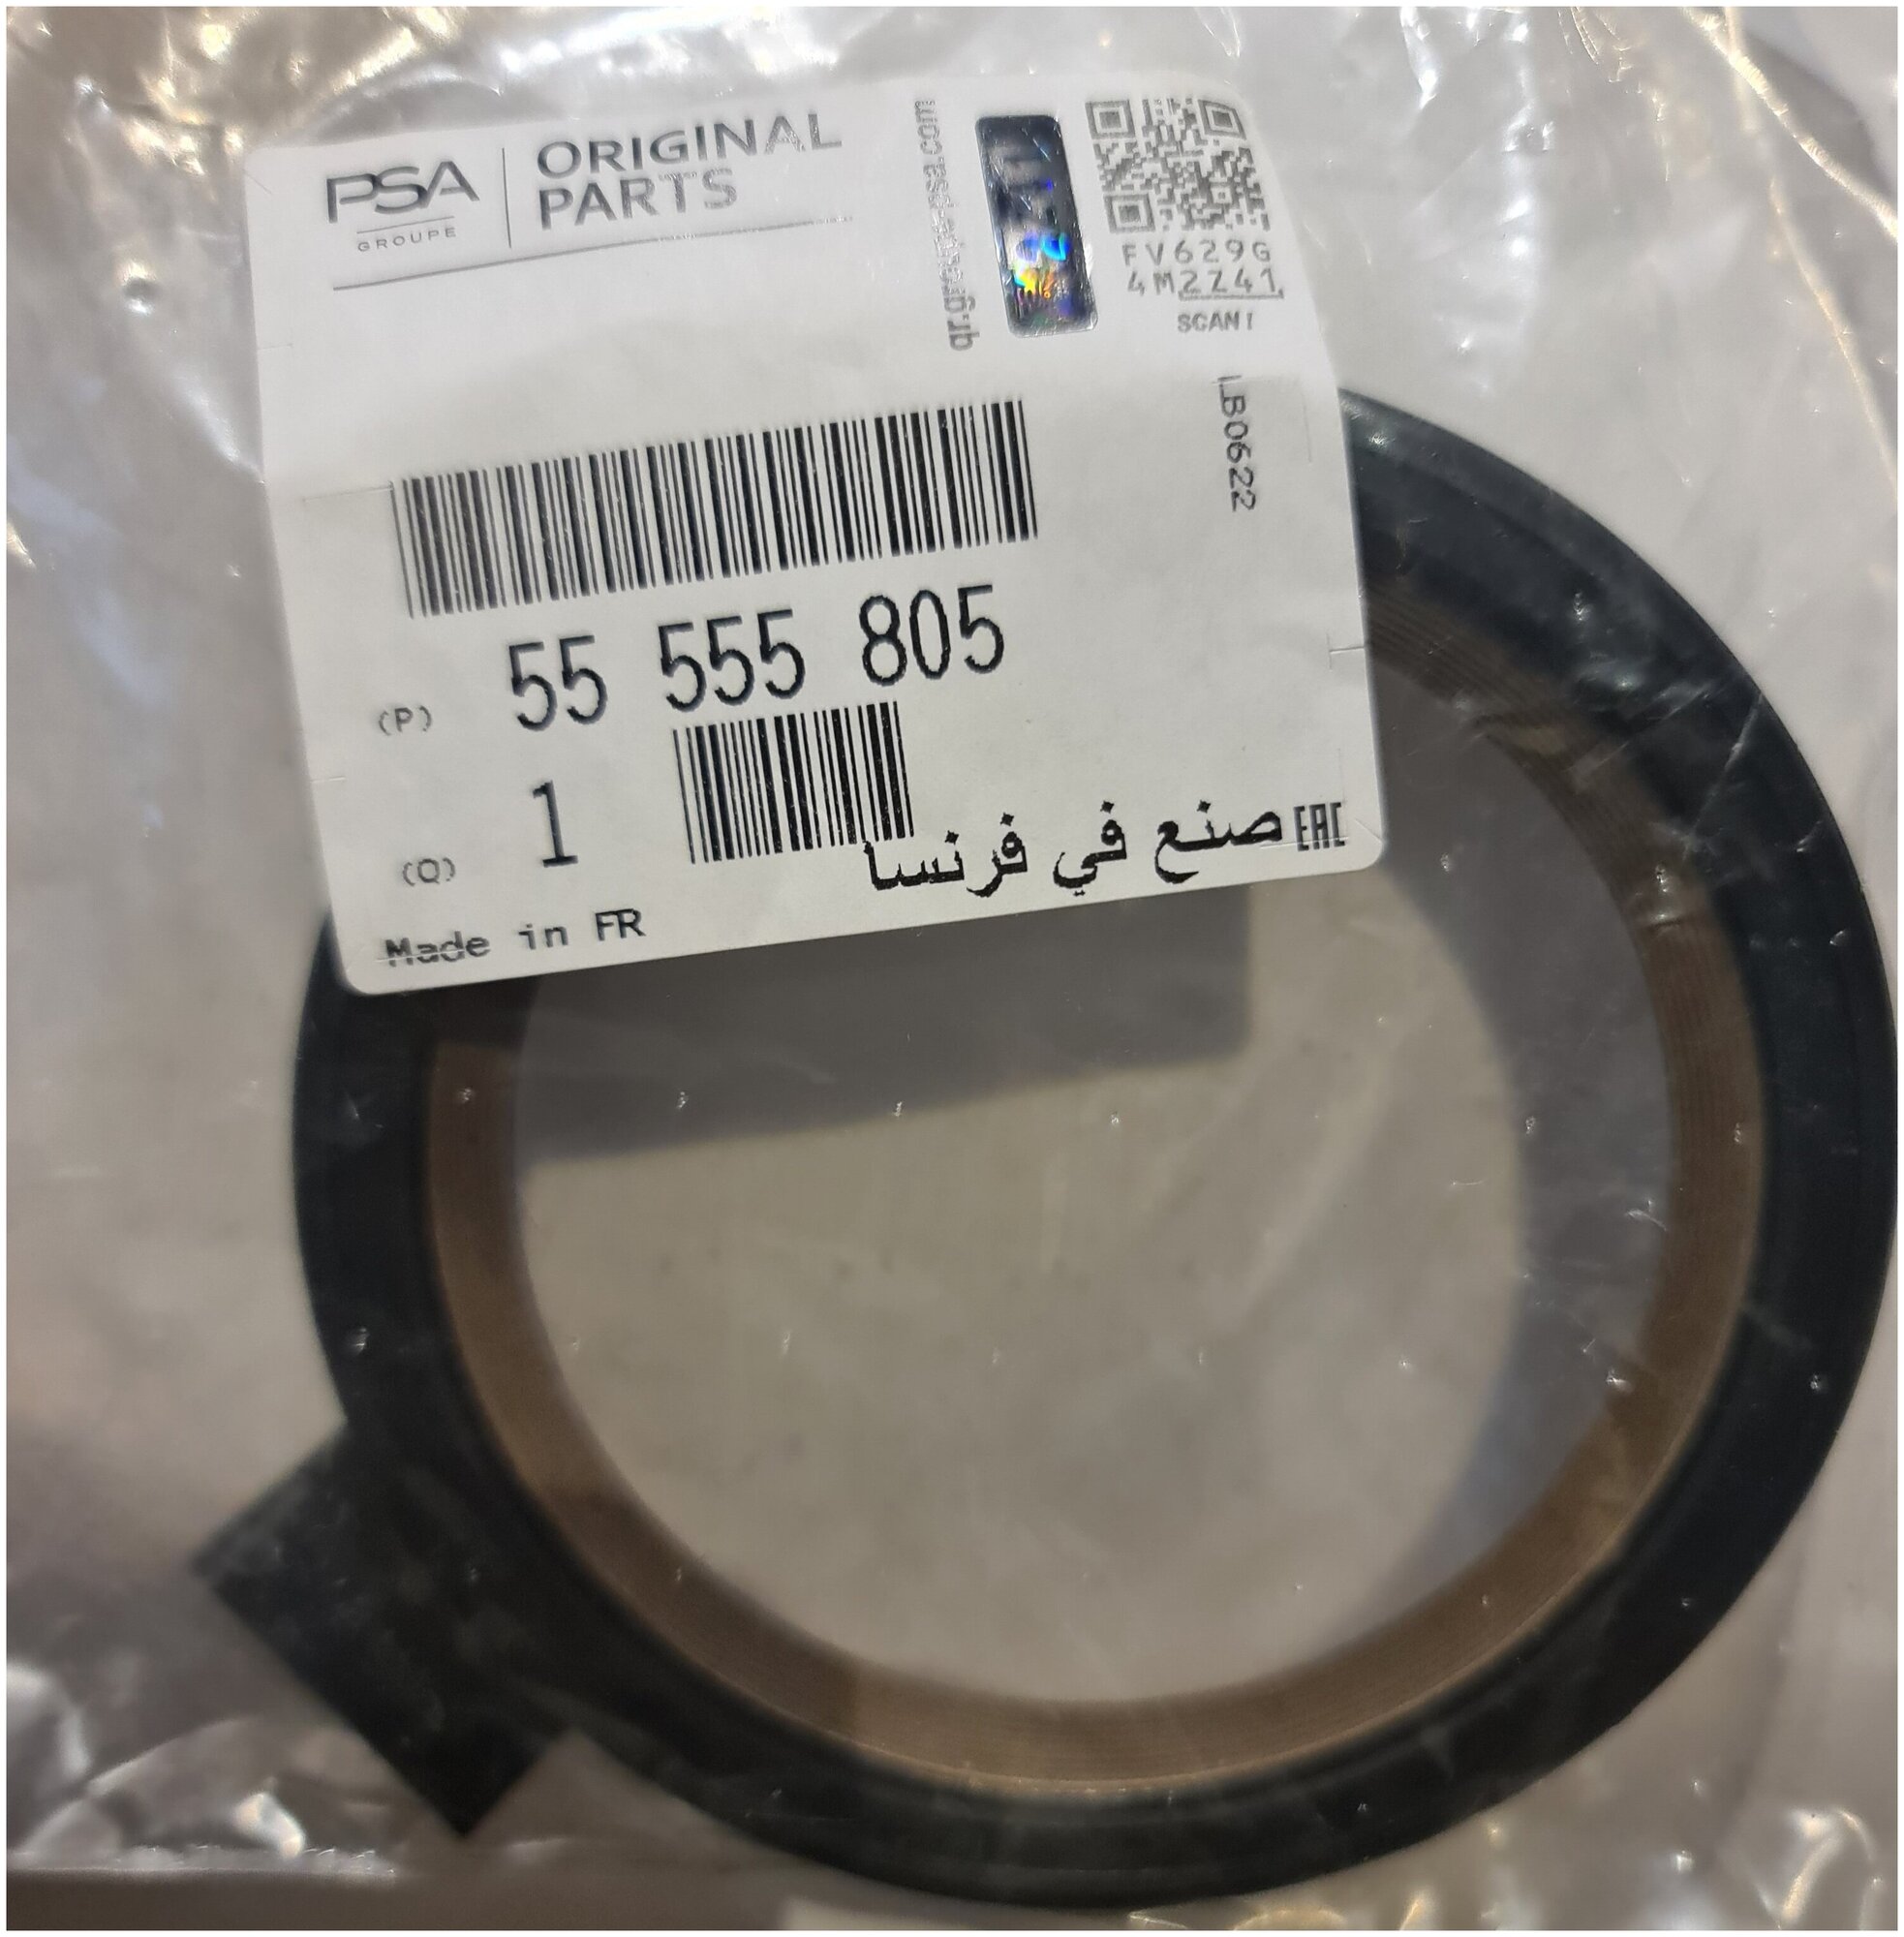 PSA
GROUPE
ORIGINAL
PARTS
qr.groupe-psa.com
FV629G
4M2Z41
SCAN!
LB0622
(P) 55 555 805
(Q) 1
صنع في فرنسا EAC
Made in FR